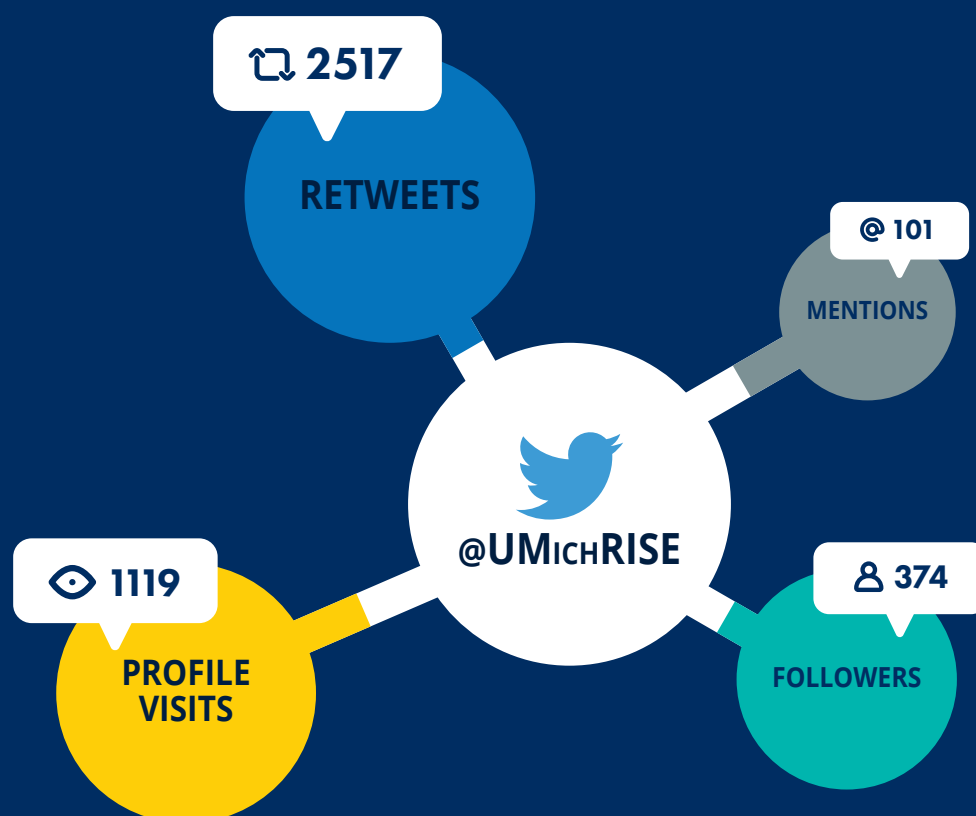 2517
RETWEETS
@ 101
MENTIONS
@UMICHRISE
1119
PROFILE
VISITS
374
FOLLOWERS